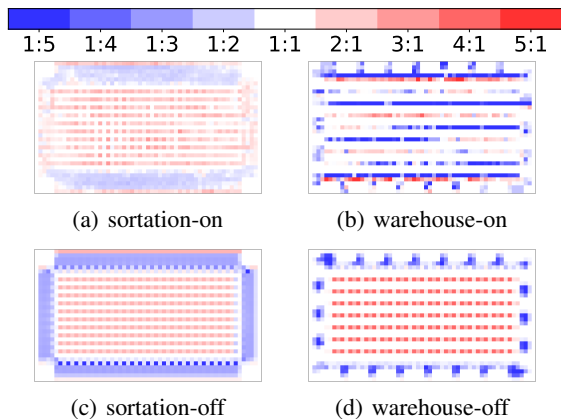 1:5 1:4 1:3 1:2 1:1 2:1 3:1 4:1 5:1
(a) sortation-on (b) warehouse-on
(c) sortation-off (d) warehouse-off